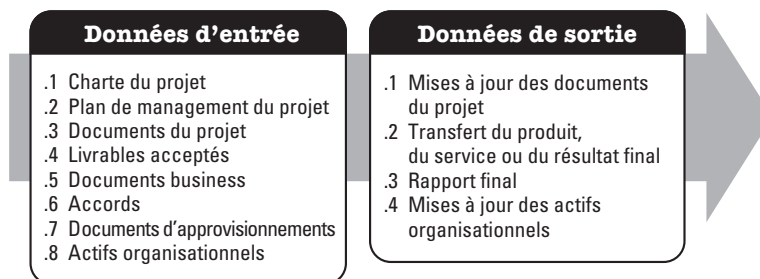 Données d'entrée
.1 Charte du projet
.2 Plan de management du projet
.3 Documents du projet
.4 Livrables acceptés
.5 Documents business
.6 Accords
.7 Documents d'approvisionnements
.8 Actifs organisationnels
Données de sortie
.1 Mises à jour des documents
du projet
.2 Transfert du produit,
du service ou du résultat final
.3 Rapport final
.4 Mises à jour des actifs
organisationnels